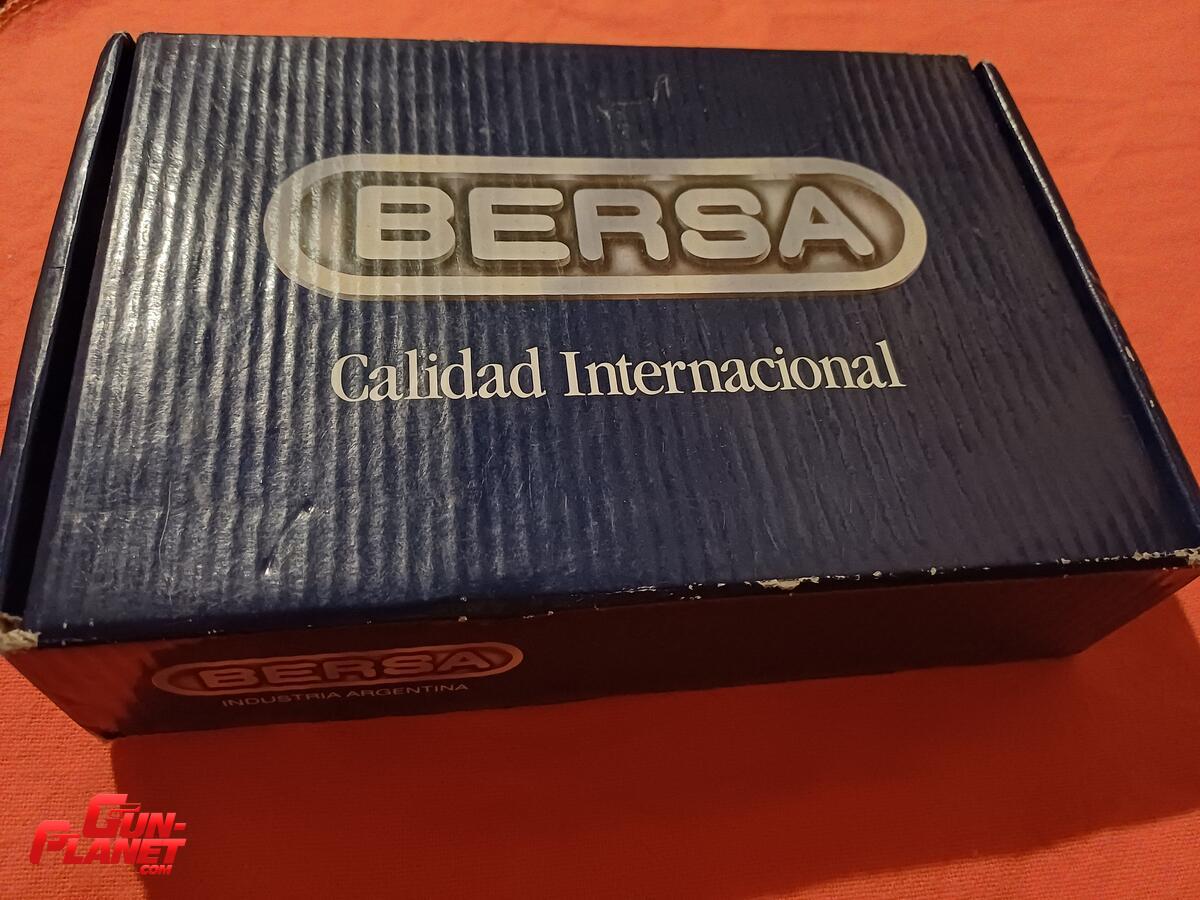 BERSA
Calidad Internacional
BERSA
INDUSTRIA ARGENTINA
GUN-
PLANET
.COM